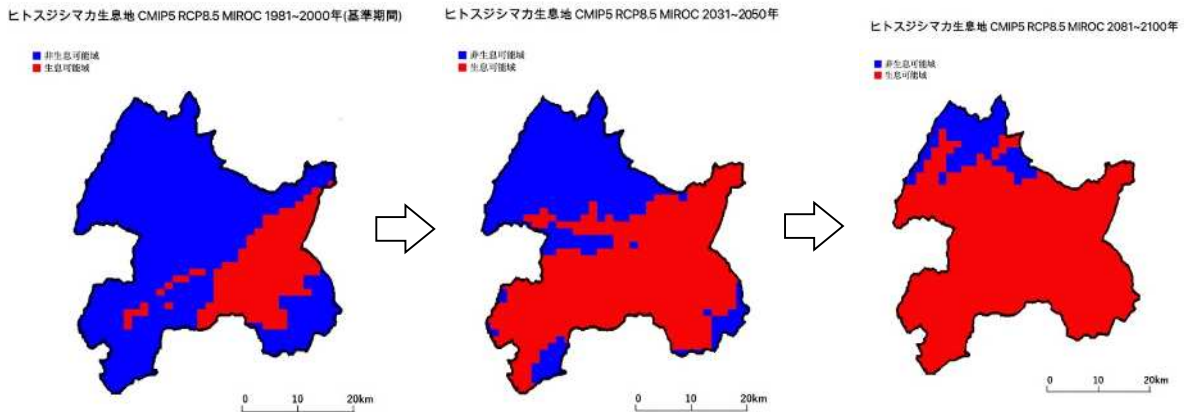 ヒトスジシマカ生息地 CMIP5 RCP8.5 MIROC 1981~2000年(基準期間)
非生息可能域
生息可能域
0 10 20km
ヒトスジシマカ生息地 CMIP5 RCP8.5 MIROC 2031~2050年
非生息可能域
生息可能域
0 10 20km
ヒトスジシマカ生息地 CMIP5 RCP8.5 MIROC 2081~2100年
非生息可能域
生息可能域
0 10 20km